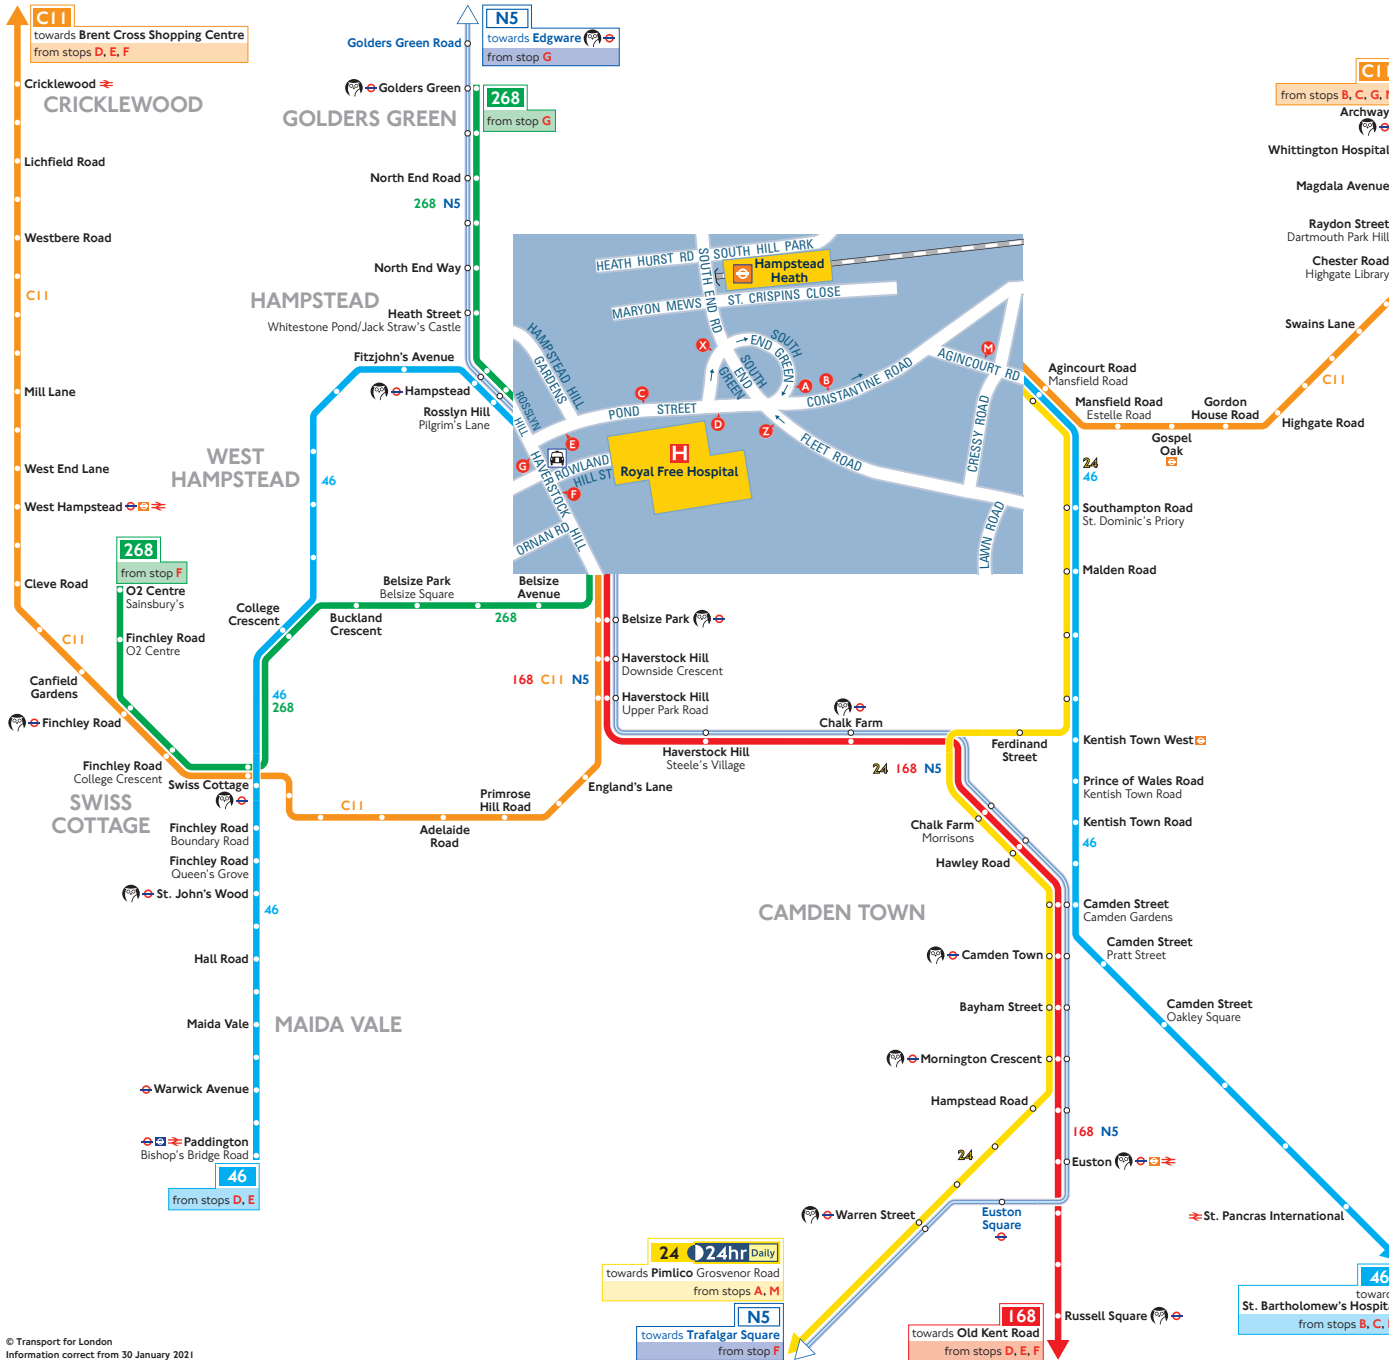 C11
towards Brent Cross Shopping Centre
from stops D, E, F
N5
towards Edgware
from stop G
Golders Green Road
Golders Green
268
from stop G
GOLDERS GREEN
North End Road
268 N5
North End Way
HAMPSTEAD
Heath Street
Whitestone Pond/Jack Straw's Castle
Fitzjohn's Avenue
Hampstead
Rosslyn Hill
Pilgrim's Lane
Cricklewood
CRICKLEWOOD
Lichfield Road
Westbere Road
C11
Mill Lane
West End Lane
West Hampstead
Cleve Road
WEST
HAMPSTEAD
46
268
from stop F
O2 Centre
Sainsbury's
Finchley Road
O2 Centre
C11
Canfield
Gardens
Finchley Road
Finchley Road
College Crescent
Swiss Cottage
SWISS
COTTAGE
College
Crescent
46
268
Buckland
Crescent
Belsize Park
Belsize Square
Belsize
Avenue
268
Finchley Road
Boundary Road
Finchley Road
Queen's Grove
St. John's Wood
46
Hall Road
Maida Vale
MAIDA VALE
Warwick Avenue
Paddington
Bishop's Bridge Road
46
from stops D, E
C11
Adelaide
Road
Primrose
Hill Road
England's Lane
168 C11 N5
HEATH HURST RD
SOUTH HILL PARK
SOUTH END RD
Hampstead
Heath
MARYON MEWS
ST. CRISPINS CLOSE
HAMPSTEAD HILL
GARDENS
X
SOUTH
END GREEN
SOUTH
END
GREEN
A
B
CONSTANTINE ROAD
M
AGINCOURT RD
C
POND STREET
D
Z
FLEET ROAD
CRESSY ROAD
LAWN ROAD
ROSSLYN
HILL
E
G
F
ROWLAND
HILL ST
HAVERSTOCK HILL
ORNAN RD
H
Royal Free Hospital
Belsize Park
Haverstock Hill
Downside Crescent
Haverstock Hill
Upper Park Road
Haverstock Hill
Steele's Village
Chalk Farm
24 168 N5
Ferdinand
Street
Chalk Farm
Morrisons
Hawley Road
CAMDEN TOWN
Camden Town
Bayham Street
Mornington Crescent
Hampstead Road
24
Warren Street
168 N5
Euston
Euston
Square
Russell Square
24 24hr Daily
towards Pimlico Grosvenor Road
from stops A, M
N5
towards Trafalgar Square
from stop F
168
towards Old Kent Road
from stops D, E, F
C11
from stops B, C, G,
Archway
Whittington Hospital
Magdala Avenue
Raydon Street
Dartmouth Park Hill
Chester Road
Highgate Library
Swains Lane
C11
Highgate Road
Gordon
House Road
Gospel
Oak
Mansfield Road
Estelle Road
Agincourt Road
Mansfield Road
24
46
Southampton Road
St. Dominic's Priory
Malden Road
Kentish Town West
Prince of Wales Road
Kentish Town Road
Kentish Town Road
46
Camden Street
Camden Gardens
Camden Street
Pratt Street
Camden Street
Oakley Square
St. Pancras International
46
St. Bartholomew's Hospital
from stops B, C,
© Transport for London
Information correct from 30 January 2021